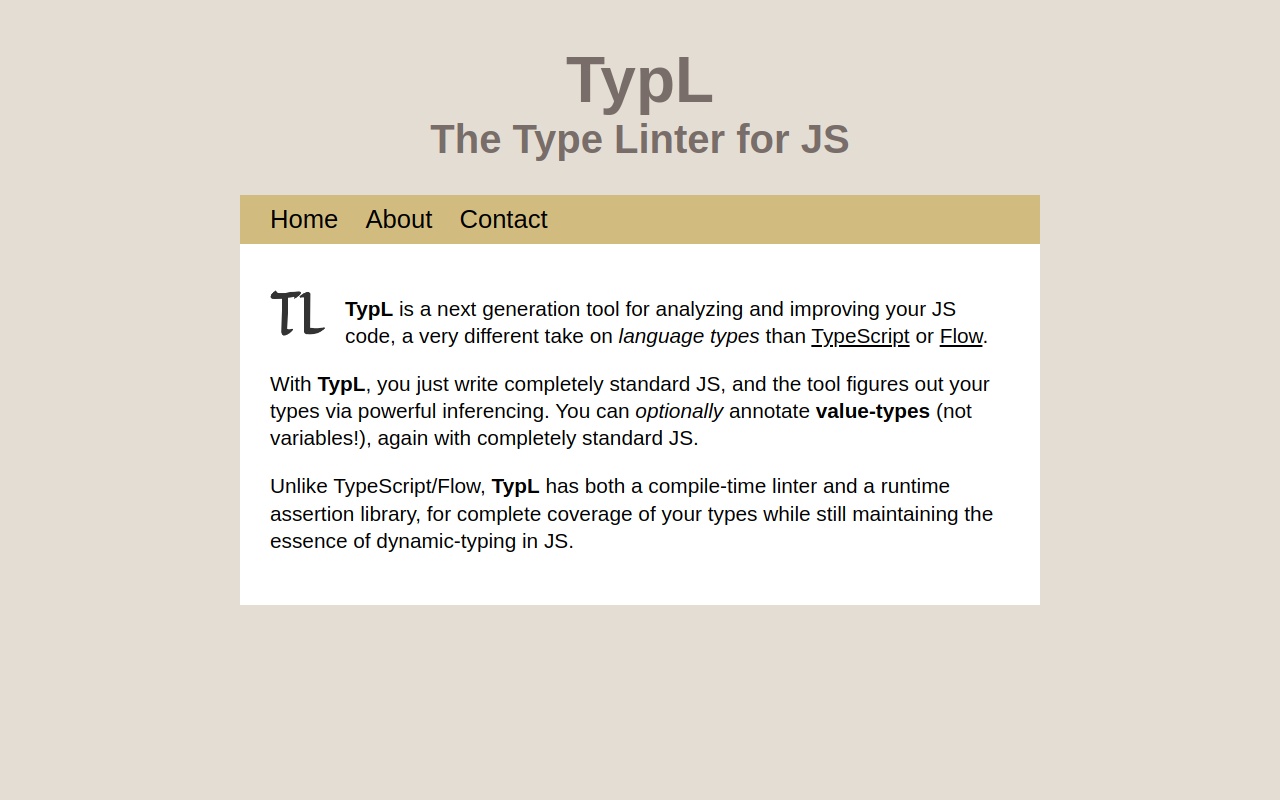 TypL
The Type Linter for JS
Home About Contact
TL
TypL is a next generation tool for analyzing and improving your JS
code, a very different take on language types than TypeScript or Flow.
With TypL, you just write completely standard JS, and the tool figures out your
types via powerful inferencing. You can optionally annotate value-types (not
variables!), again with completely standard JS.
Unlike TypeScript/Flow, TypL has both a compile-time linter and a runtime
assertion library, for complete coverage of your types while still maintaining the
essence of dynamic-typing in JS.